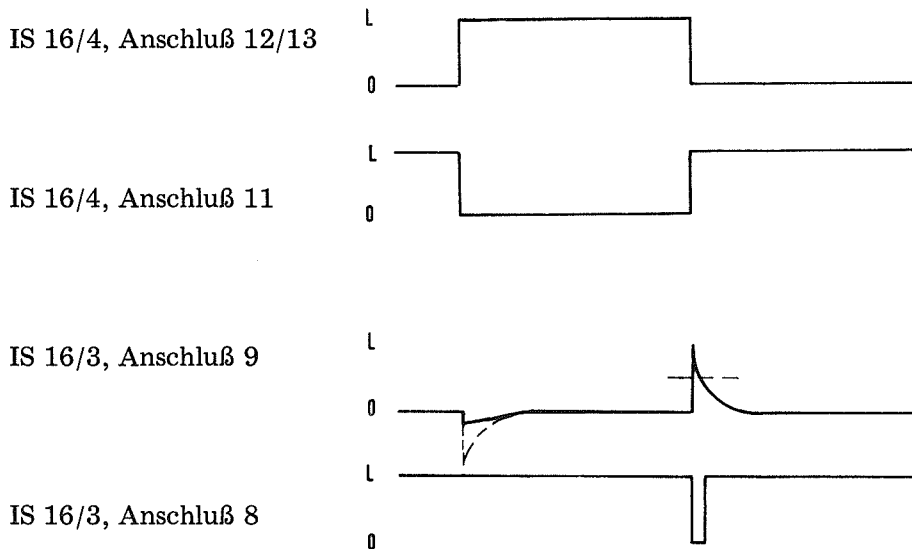 L
IS 16/4, Anschluß 12/13
0
L
IS 16/4, Anschluß 11
0
L
IS 16/3, Anschluß 9
0
L
IS 16/3, Anschluß 8
0